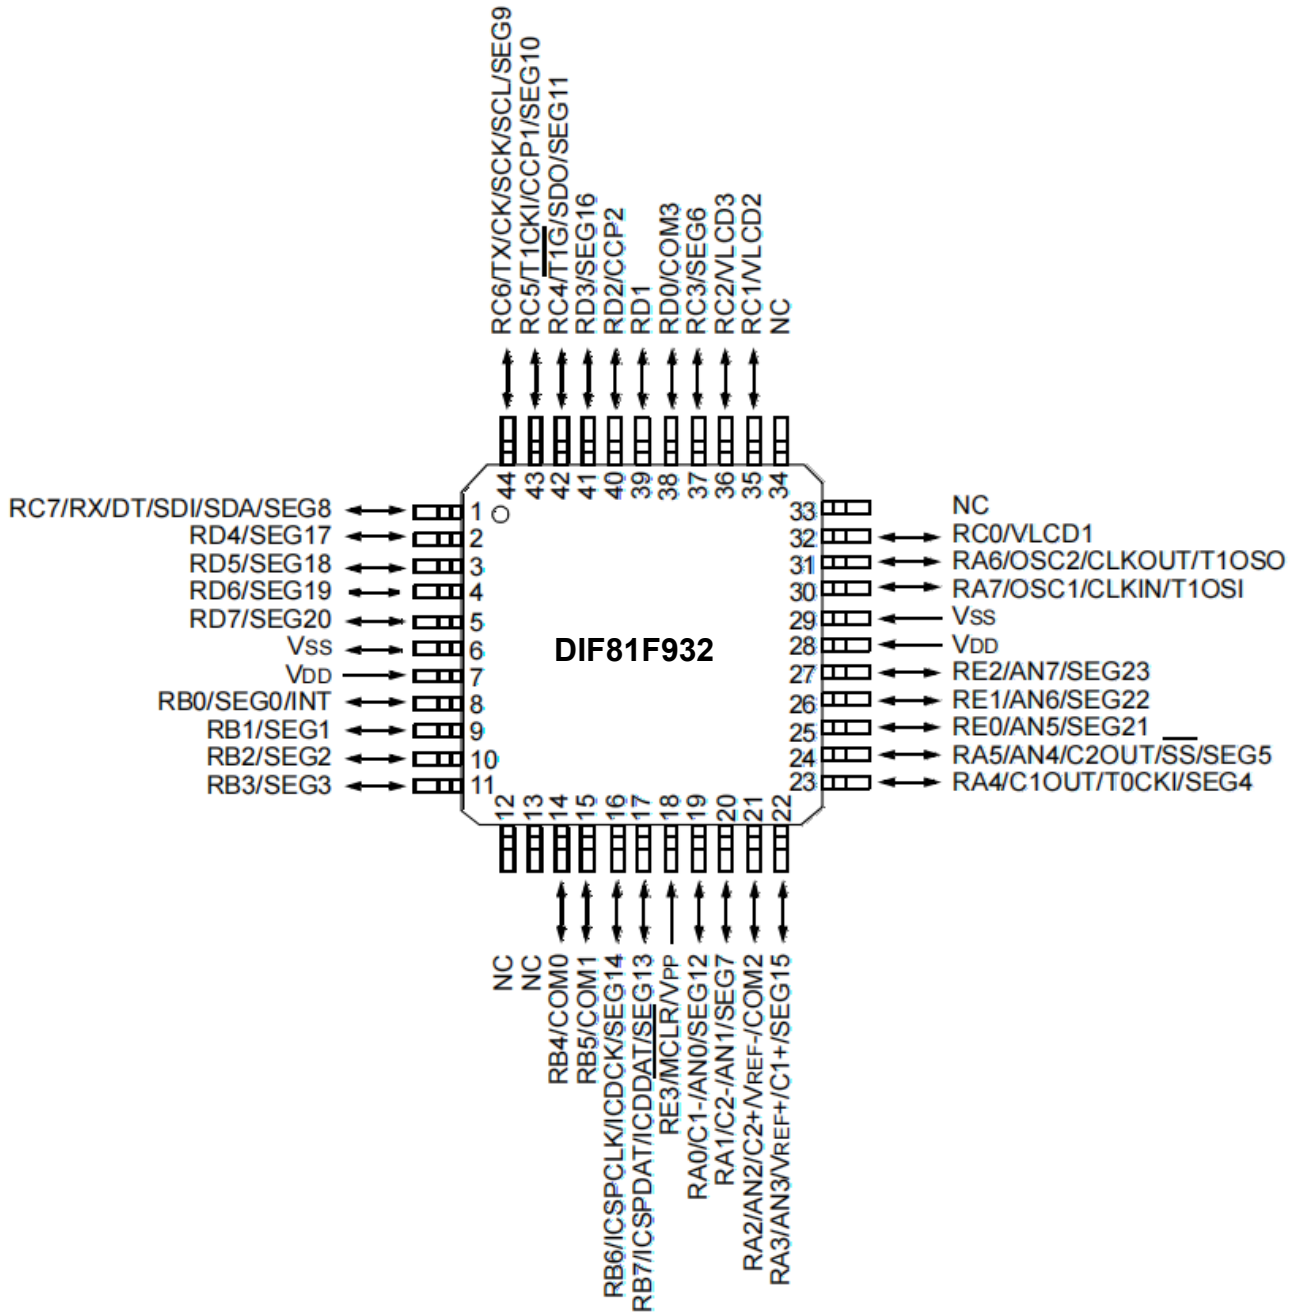 RC6/TX/CK/SCK/SCL/SEG9
RC5/T1CKI/CCP1/SEG10
RC4/T1G/SDO/SEG11
RD3/SEG16
RD2/CCP2
RD1
RD0/COM3
RC3/SEG6
RC2/VLCD3
RC1/VLCD2
NC
44
43
42
41
40
39
38
37
36
35
34
RC7/RX/DT/SDI/SDA/SEG8
RD4/SEG17
RD5/SEG18
RD6/SEG19
RD7/SEG20
VSS
VDD
RB0/SEG0/INT
RB1/SEG1
RB2/SEG2
RB3/SEG3
1
2
3
4
5
6
7
8
9
10
11
DIF81F932
33
32
31
30
29
28
27
26
25
24
23
NC
RC0/VLCD1
RA6/OSC2/CLKOUT/T1OSO
RA7/OSC1/CLKIN/T1OSI
VSS
VDD
RE2/AN7/SEG23
RE1/AN6/SEG22
RE0/AN5/SEG21
RA5/AN4/C2OUT/SS/SEG5
RA4/C1OUT/T0CKI/SEG4
12
13
14
15
16
17
18
19
20
21
22
NC
NC
RB4/COM0
RB5/COM1
RB6/ICSPCLK/ICDCK/SEG14
RB7/ICSPDAT/ICDDAT/SEG13
RE3/MCLR/VPP
RA0/C1-/AN0/SEG12
RA1/C2-/AN1/SEG7
RA2/AN2/C2+/VREF-/COM2
RA3/AN3/VREF+/C1+/SEG15